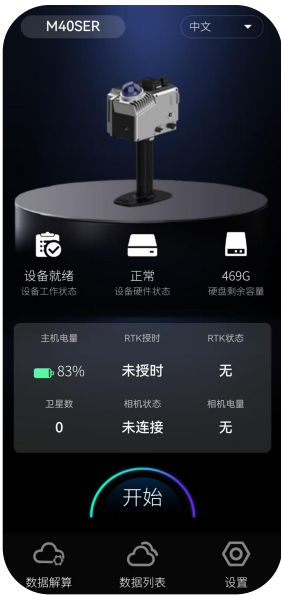 M40SER
中文
设备就绪 正常 469G
设备工作状态 设备硬件状态 硬盘剩余容量
主机电量 RTK授时 RTK状态
83% 未授时 无
卫星数 相机状态 相机电量
0 未连接 无
开始
数据解算 数据列表 设置